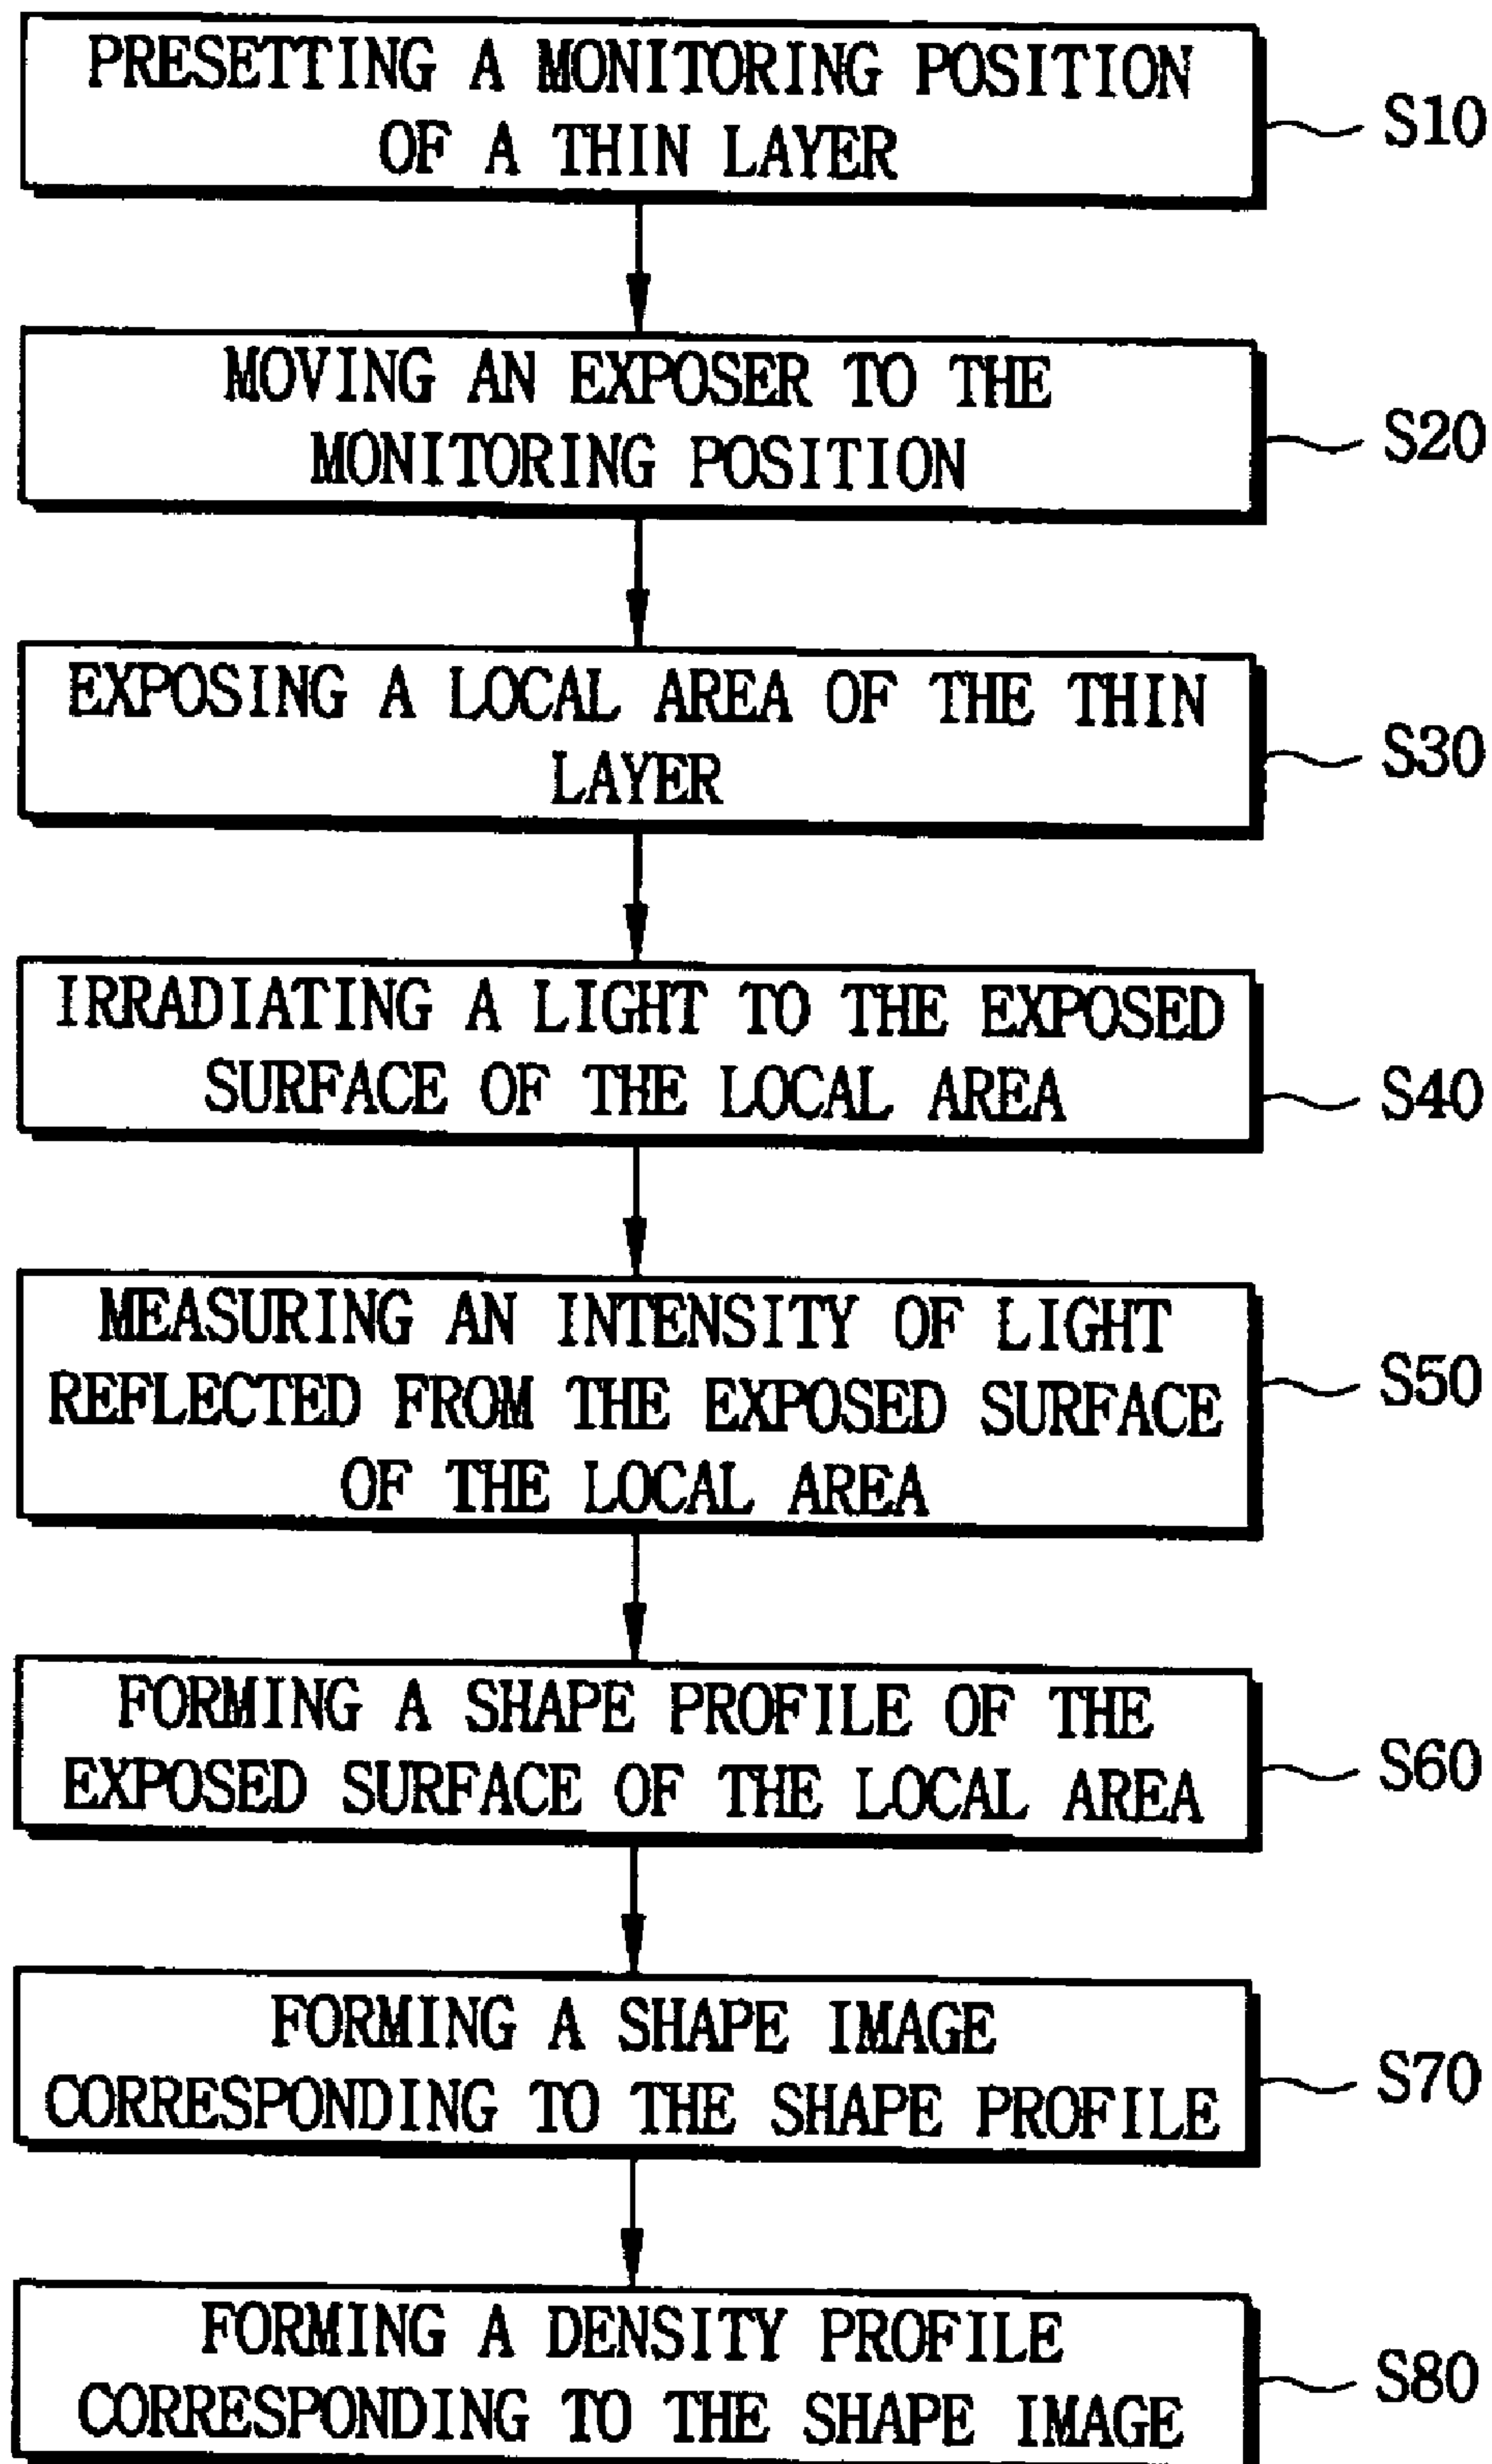 PRESETTING A MONITORING POSITION
OF A THIN LAYER
S10
MOVING AN EXPOSER TO THE
MONITORING POSITION
S20
EXPOSING A LOCAL AREA OF THE THIN
LAYER
S30
IRRADIATING A LIGHT TO THE EXPOSED
SURFACE OF THE LOCAL AREA
S40
MEASURING AN INTENSITY OF LIGHT
REFLECTED FROM THE EXPOSED SURFACE
OF THE LOCAL AREA
S50
FORMING A SHAPE PROFILE OF THE
EXPOSED SURFACE OF THE LOCAL AREA
S60
FORMING A SHAPE IMAGE
CORRESPONDING TO THE SHAPE PROFILE
S70
FORMING A DENSITY PROFILE
CORRESPONDING TO THE SHAPE IMAGE
S80